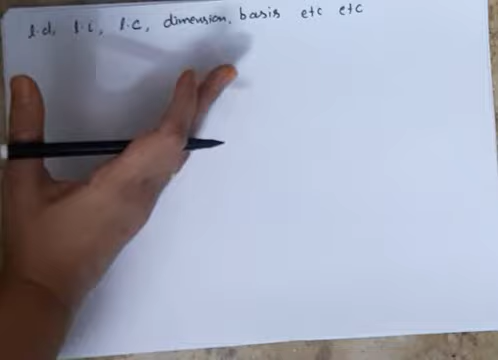 l.d, l.i, l.c, dimension, basis etc etc